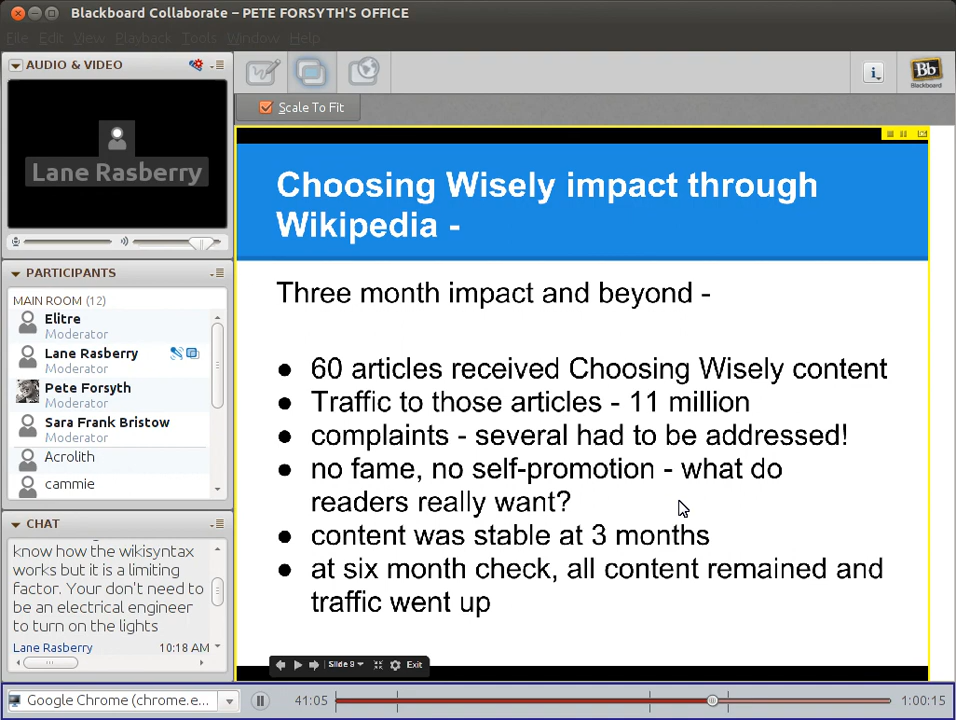 Blackboard Collaborate – PETE FORSYTH'S OFFICE
File Edit View Playback Tools Window Help
AUDIO & VIDEO
Lane Rasberry
PARTICIPANTS
MAIN ROOM (12)
Elitre
Moderator
Lane Rasberry
Moderator
Pete Forsyth
Moderator
Sara Frank Bristow
Moderator
Acrolith
cammie
CHAT
know how the wikisyntax
works but it is a limiting
factor. Your don't need to
be an electrical engineer
to turn on the lights
Lane Rasberry 10:18 AM
Scale To Fit
Bb
Blackboard
Choosing Wisely impact through
Wikipedia -
Three month impact and beyond -
● 60 articles received Choosing Wisely content
● Traffic to those articles - 11 million
● complaints - several had to be addressed!
● no fame, no self-promotion - what do
readers really want?
● content was stable at 3 months
● at six month check, all content remained and
traffic went up
Slide 9 Exit
Google Chrome (chrome.e... 41:05 1:00:15